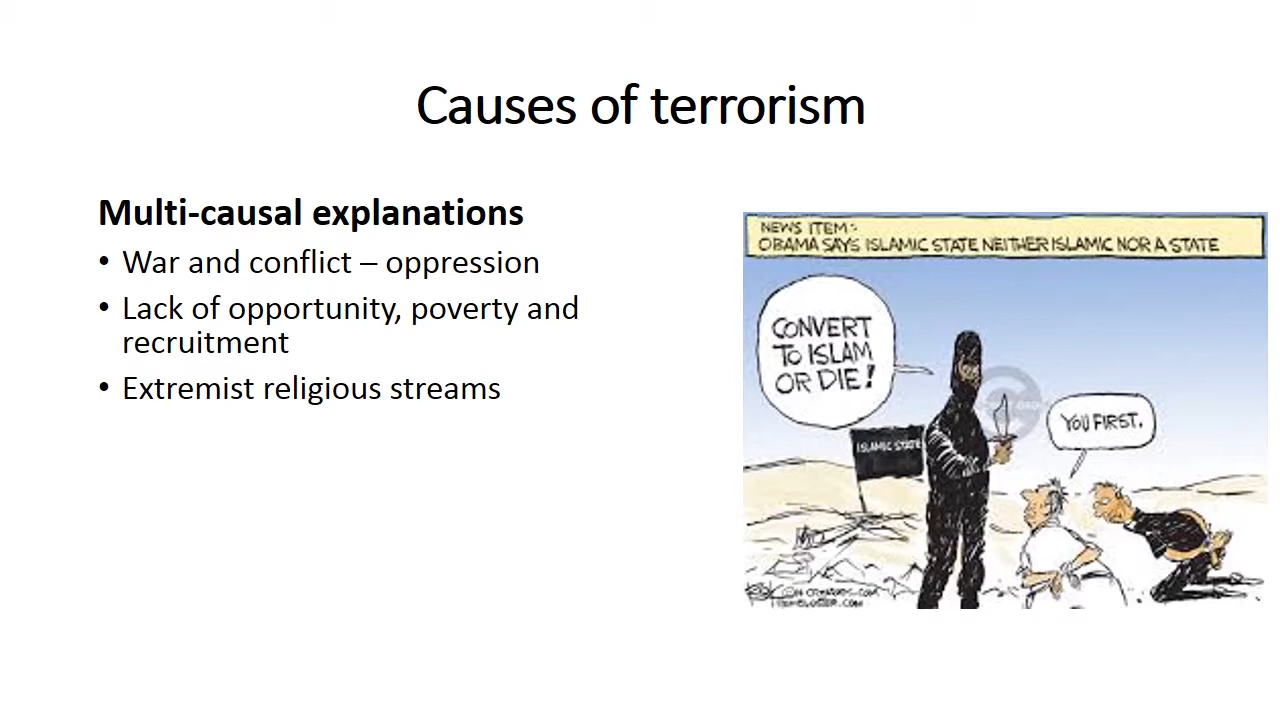 Causes of terrorism
Multi-causal explanations
• War and conflict – oppression
• Lack of opportunity, poverty and
recruitment
• Extremist religious streams
NEWS ITEM:
OBAMA SAYS ISLAMIC STATE NEITHER ISLAMIC NOR A STATE
CONVERT
TO ISLAM
OR DIE!
YOU FIRST.
ISLAMIC STATE